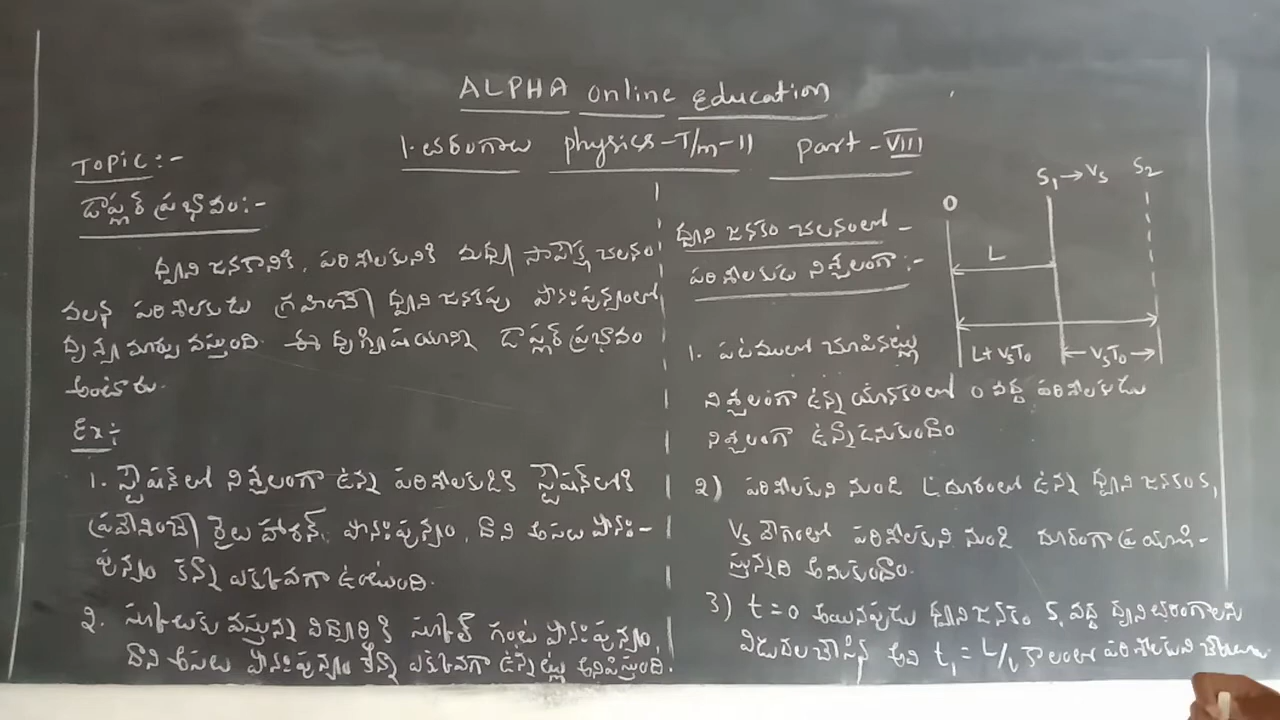 ALPHA online Education
1. తరంగాలు physics-T/m-II part-VIII
TOPIC:-
డాప్లర్ ప్రభావం:-
ధ్వని జనకానికి, పరిశీలకునికి మధ్య సాపేక్ష చలనం
వలన పరిశీలకుడు గ్రహించే ధ్వని జనకపు పౌనఃపున్యంలో
దృశ్య మార్పు వస్తుంది. ఈ దృగ్విషయాన్ని డాప్లర్ ప్రభావం
అంటారు.
Ex:
1. స్టేషన్ లో నిశ్చలంగా ఉన్న పరిశీలకుడికి స్టేషన్ లోకి
ప్రవేశించే రైలు హారన్ పౌనఃపున్యం, దాని అసలు పౌనః-
పున్యం కన్నా ఎక్కువగా ఉంటుంది.
2. స్కూలుకు వస్తున్న విద్యార్థికి స్కూల్ గంట పౌనఃపున్యం,
దాని అసలు పౌనఃపున్యం కన్నా ఎక్కువగా ఉన్నట్లు అనిపిస్తుంది.
ధ్వని జనకం చలనంలో -
పరిశీలకుడు నిశ్చలంగా:-
O S₁→Vs S₂
L
L+VsT₀ VsT₀
1. పటములో చూపినట్లు
నిశ్చలంగా ఉన్న యానకంలో O వద్ద పరిశీలకుడు
నిశ్చలంగా ఉన్నాడనుకుందాం
2) పరిశీలకుని నుండి L దూరంలో ఉన్న ధ్వని జనకం S₁
Vs వేగంలో పరిశీలకుని నుండి దూరంగా ప్రయాణి-
స్తున్నది అనుకుందాం.
3) t=0 అయినపుడు ధ్వని జనకం S₁ వద్ద ధ్వని తరంగాలను
విడుదల చేసిన అవి t₁ = L/v కాలంలో పరిశీలకుని